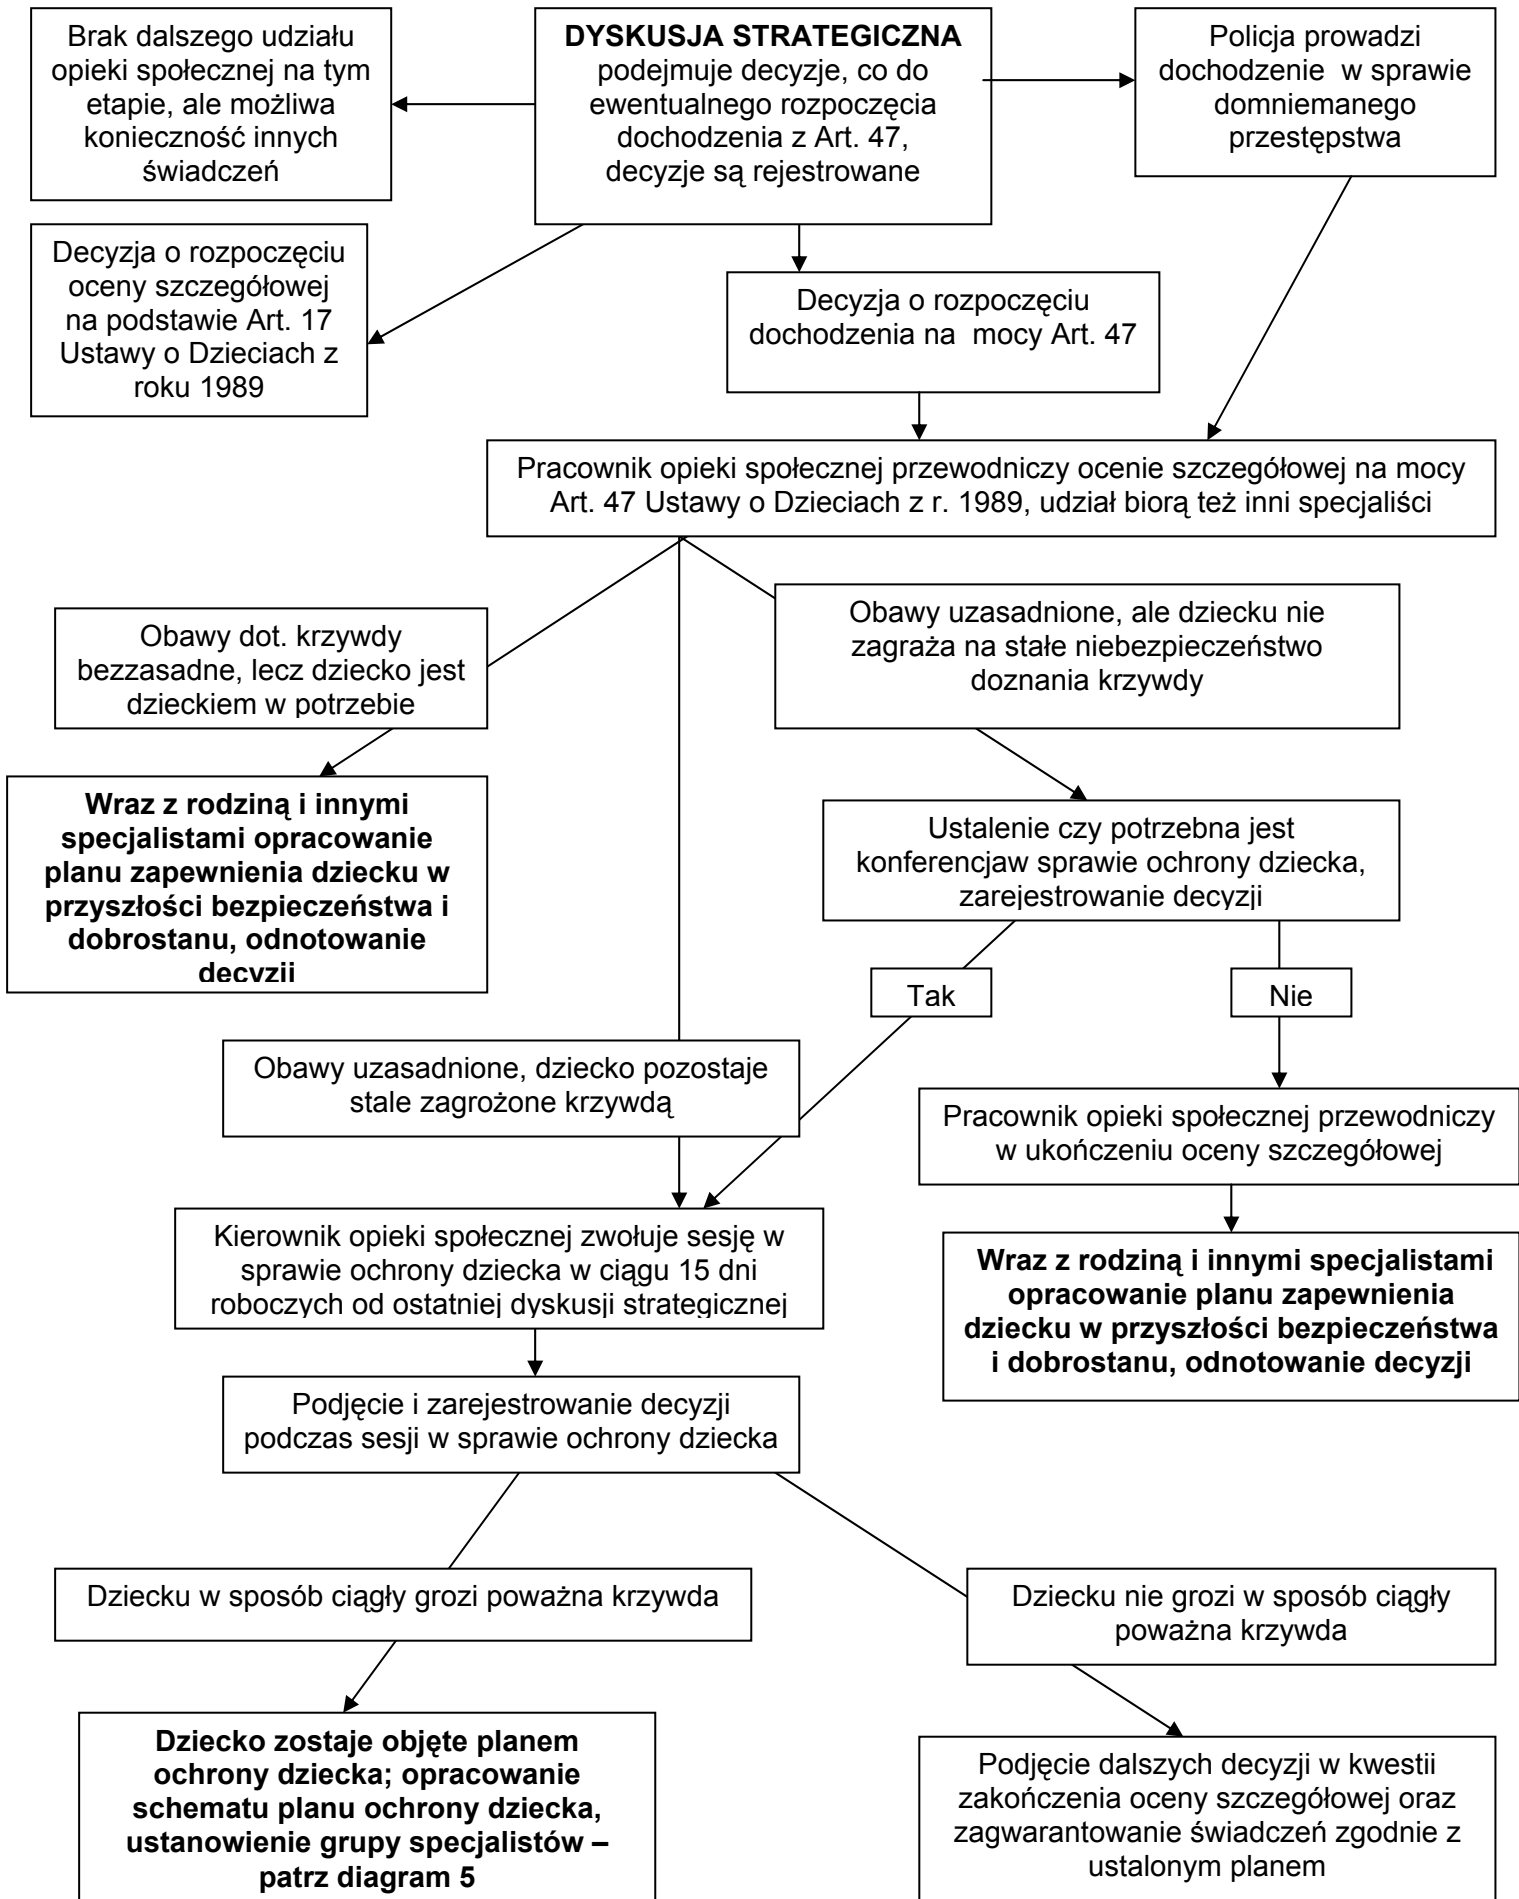 Brak dalszego udziału
opieki społecznej na tym
etapie, ale możliwa
konieczność innych
świadczeń
DYSKUSJA STRATEGICZNA
podejmuje decyzje, co do
ewentualnego rozpoczęcia
dochodzenia z Art. 47,
decyzje są rejestrowane
Policja prowadzi
dochodzenie w sprawie
domniemanego
przestępstwa
Decyzja o rozpoczęciu
oceny szczegółowej
na podstawie Art. 17
Ustawy o Dzieciach z
roku 1989
Decyzja o rozpoczęciu
dochodzenia na mocy Art. 47
Pracownik opieki społecznej przewodniczy ocenie szczegółowej na mocy
Art. 47 Ustawy o Dzieciach z r. 1989, udział biorą też inni specjaliści
Obawy dot. krzywdy
bezzasadne, lecz dziecko jest
dzieckiem w potrzebie
Obawy uzasadnione, ale dziecku nie
zagraża na stałe niebezpieczeństwo
doznania krzywdy
Wraz z rodziną i innymi
specjalistami opracowanie
planu zapewnienia dziecku w
przyszłości bezpieczeństwa i
dobrostanu, odnotowanie
decyzji
Ustalenie czy potrzebna jest
konferencjaw sprawie ochrony dziecka,
zarejestrowanie decyzji
Tak
Nie
Obawy uzasadnione, dziecko pozostaje
stale zagrożone krzywdą
Pracownik opieki społecznej przewodniczy
w ukończeniu oceny szczegółowej
Kierownik opieki społecznej zwołuje sesję w
sprawie ochrony dziecka w ciągu 15 dni
roboczych od ostatniej dyskusji strategicznej
Wraz z rodziną i innymi specjalistami
opracowanie planu zapewnienia
dziecku w przyszłości bezpieczeństwa
i dobrostanu, odnotowanie decyzji
Podjęcie i zarejestrowanie decyzji
podczas sesji w sprawie ochrony dziecka
Dziecku w sposób ciągły grozi poważna krzywda
Dziecku nie grozi w sposób ciągły
poważna krzywda
Dziecko zostaje objęte planem
ochrony dziecka; opracowanie
schematu planu ochrony dziecka,
ustanowienie grupy specjalistów –
patrz diagram 5
Podjęcie dalszych decyzji w kwestii
zakończenia oceny szczegółowej oraz
zagwarantowanie świadczeń zgodnie z
ustalonym planem